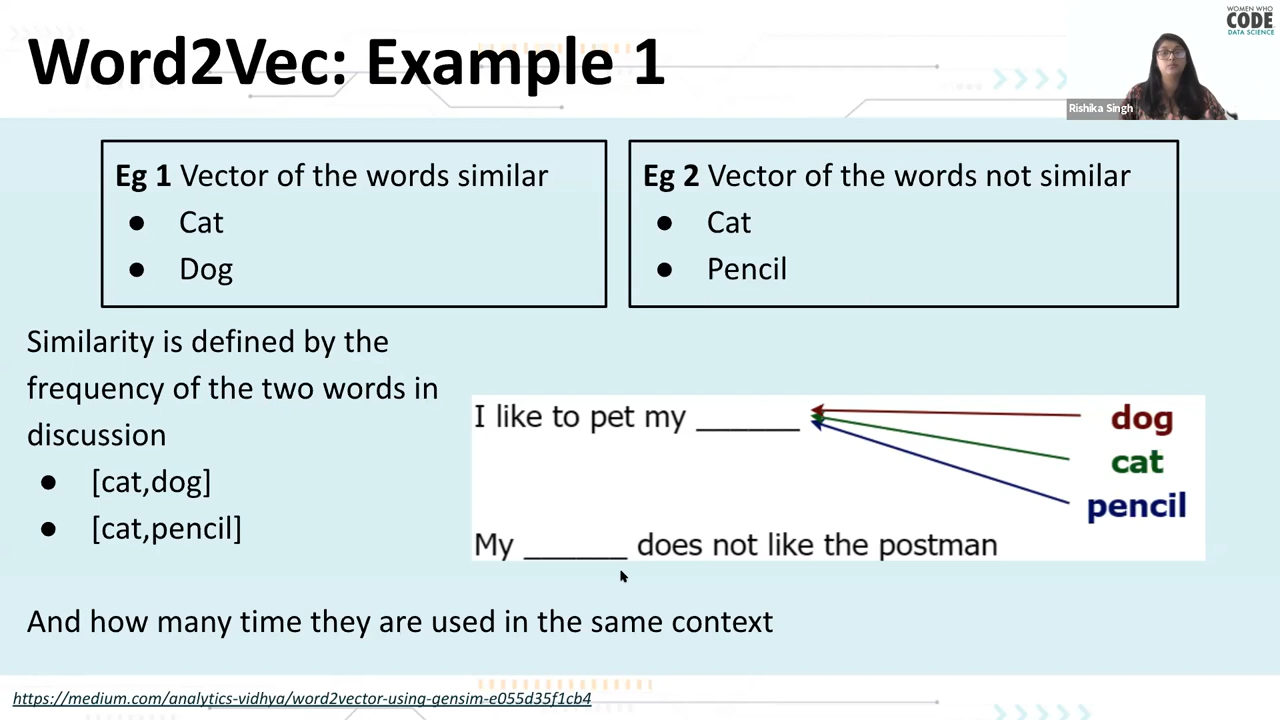 Word2Vec: Example 1
WOMEN WHO
CODE
DATA SCIENCE
Rishika Singh
Eg 1 Vector of the words similar
● Cat
● Dog
Eg 2 Vector of the words not similar
● Cat
● Pencil
Similarity is defined by the
frequency of the two words in
discussion
● [cat,dog]
● [cat,pencil]
I like to pet my ______
dog
cat
pencil
My ______ does not like the postman
And how many time they are used in the same context
https://medium.com/analytics-vidhya/word2vector-using-gensim-e055d35f1cb4